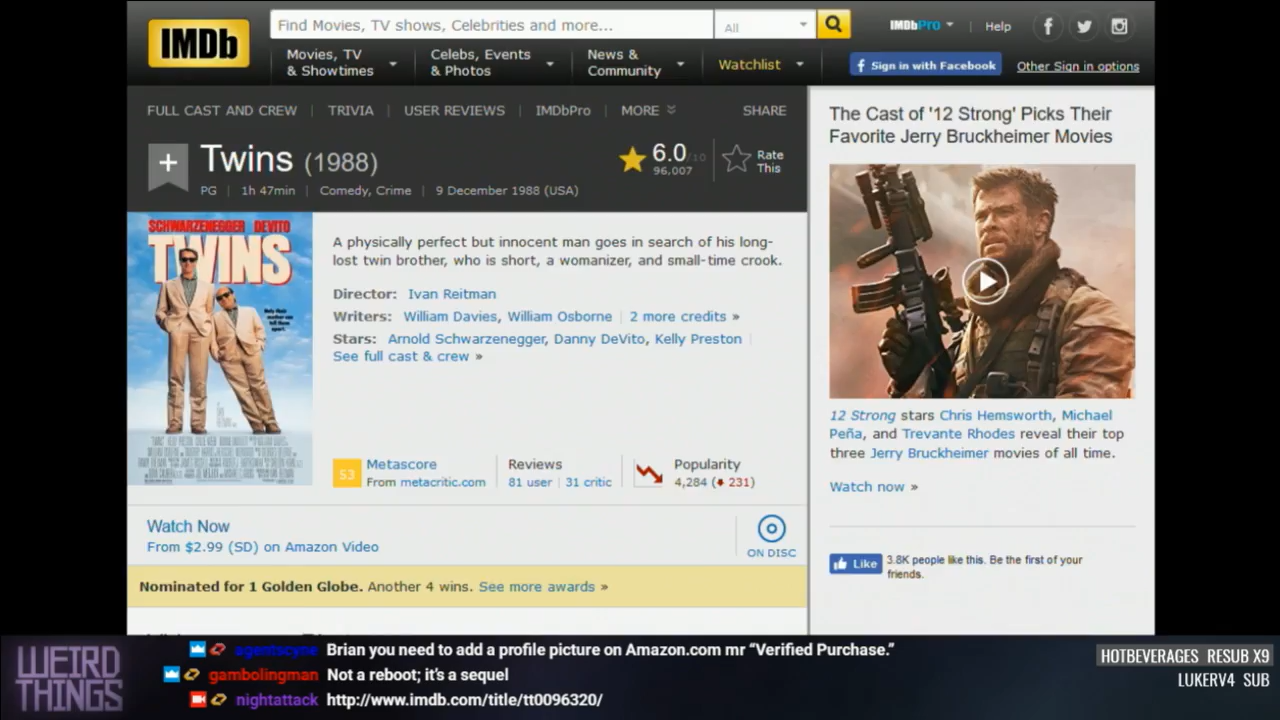 IMDb
Find Movies, TV shows, Celebrities and more...
All
IMDbPro
Help
Movies, TV
& Showtimes
Celebs, Events
& Photos
News &
Community
Watchlist
f Sign in with Facebook
Other Sign in options
FULL CAST AND CREW | TRIVIA | USER REVIEWS | IMDbPro | MORE
SHARE
+ Twins (1988)
6.0/10
96,007
Rate
This
PG | 1h 47min | Comedy, Crime | 9 December 1988 (USA)
SCHWARZENEGGER DEVITO
TWINS
Only their
mother can
tell them
apart.
A physically perfect but innocent man goes in search of his long-
lost twin brother, who is short, a womanizer, and small-time crook.
Director: Ivan Reitman
Writers: William Davies, William Osborne | 2 more credits »
Stars: Arnold Schwarzenegger, Danny DeVito, Kelly Preston |
See full cast & crew »
53
Metascore
From metacritic.com
Reviews
81 user | 31 critic
Popularity
4,284 (231)
Watch Now
From $2.99 (SD) on Amazon Video
ON DISC
Nominated for 1 Golden Globe. Another 4 wins. See more awards »
The Cast of '12 Strong' Picks Their
Favorite Jerry Bruckheimer Movies
12 Strong stars Chris Hemsworth, Michael
Peña, and Trevante Rhodes reveal their top
three Jerry Bruckheimer movies of all time.
Watch now »
Like
3.8K people like this. Be the first of your
friends.
WEIRD
THINGS
agentscyne Brian you need to add a profile picture on Amazon.com mr “Verified Purchase.”
gambolingman Not a reboot; it's a sequel
nightattack http://www.imdb.com/title/tt0096320/
HOTBEVERAGES RESUB X9
LUKERV4 SUB